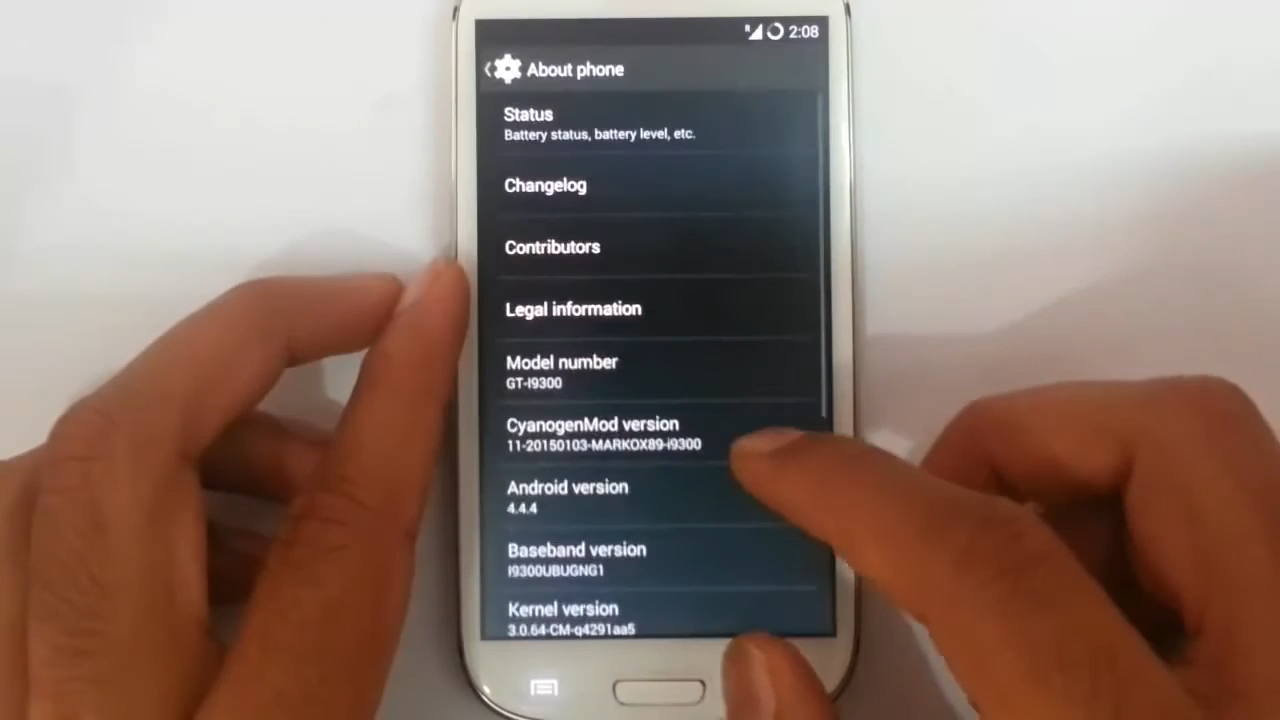 R 2:08
About phone
Status
Battery status, battery level, etc.
Changelog
Contributors
Legal information
Model number
GT-I9300
CyanogenMod version
11-20150103-MARKOX89-i9300
Android version
4.4.4
Baseband version
I9300UBUGNG1
Kernel version
3.0.64-CM-g4291aa5